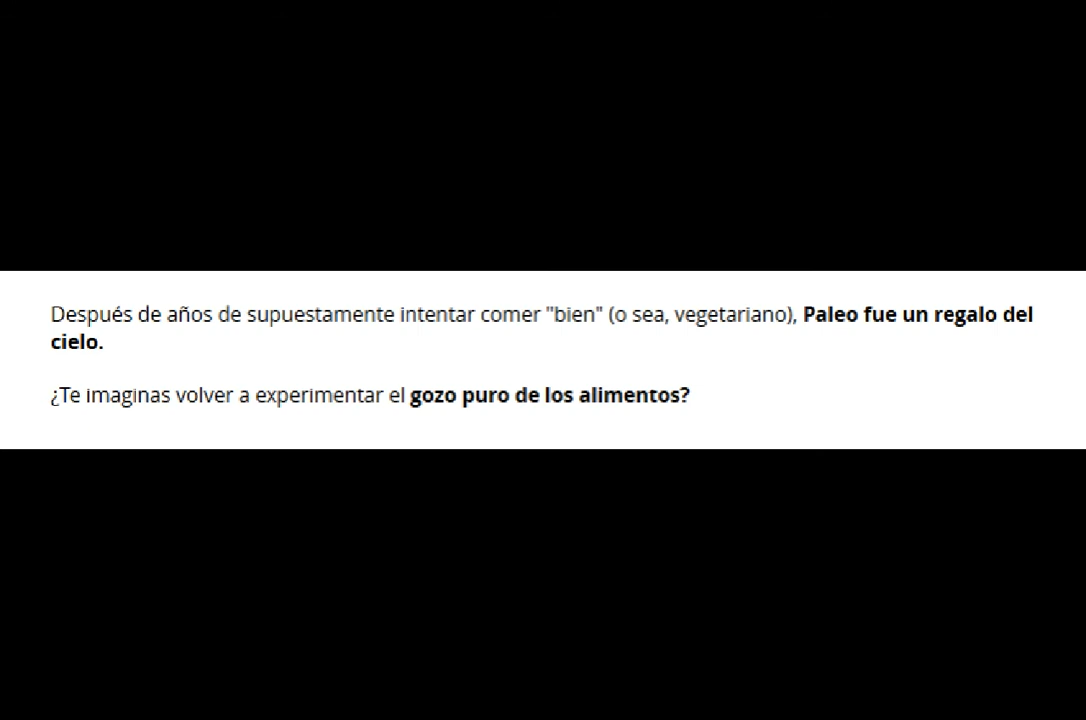 Después de años de supuestamente intentar comer "bien" (o sea, vegetariano), Paleo fue un regalo del
cielo.
¿Te imaginas volver a experimentar el gozo puro de los alimentos?